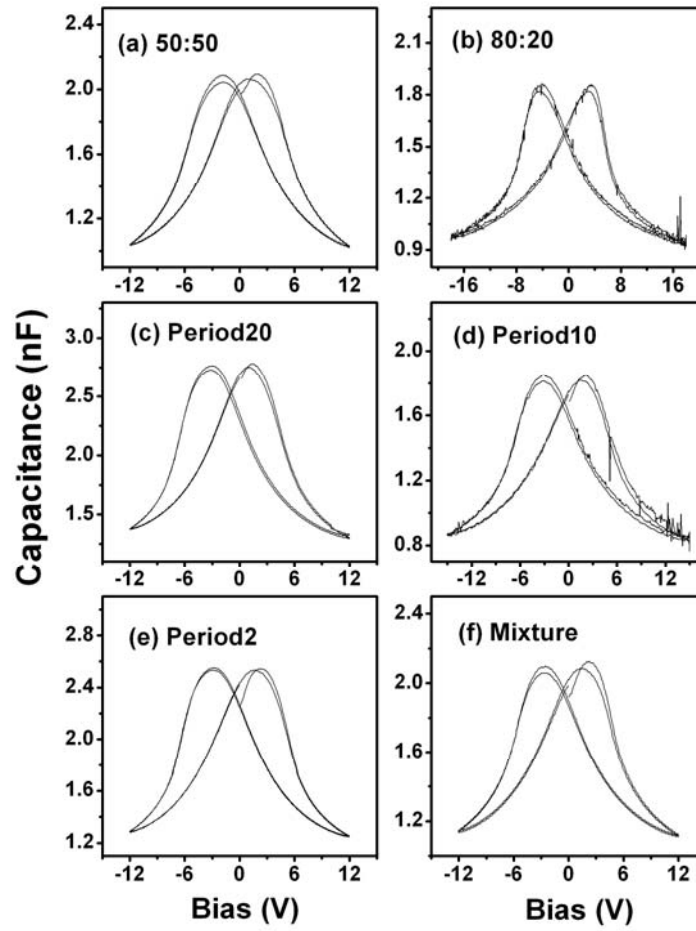 Capacitance (nF)
(a) 50:50
2.4
2.0
1.6
1.2
-12 -6 0 6 12
(b) 80:20
2.1
1.8
1.5
1.2
0.9
-16 -8 0 8 16
(c) Period20
3.0
2.5
2.0
1.5
-12 -6 0 6 12
(d) Period10
2.0
1.6
1.2
0.8
-12 -6 0 6 12
(e) Period2
2.8
2.4
2.0
1.6
1.2
-12 -6 0 6 12
Bias (V)
(f) Mixture
2.4
2.0
1.6
1.2
-12 -6 0 6 12
Bias (V)